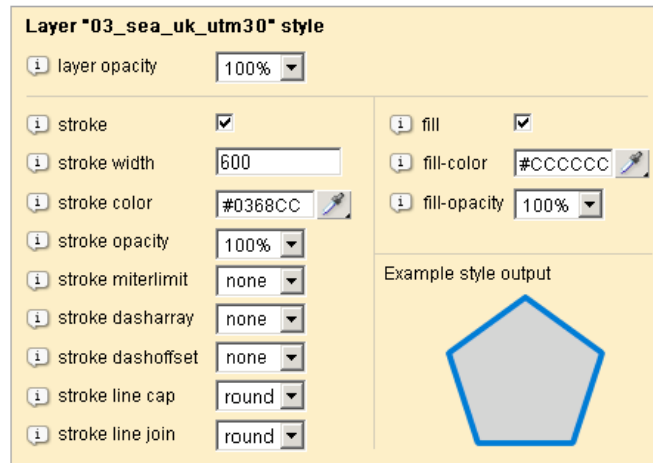 Layer "03_sea_uk_utm30" style
layer opacity 100%
stroke
stroke width 600
stroke color #0368CC
stroke opacity 100%
stroke miterlimit none
stroke dasharray none
stroke dashoffset none
stroke line cap round
stroke line join round
fill
fill-color #CCCCCC
fill-opacity 100%
Example style output